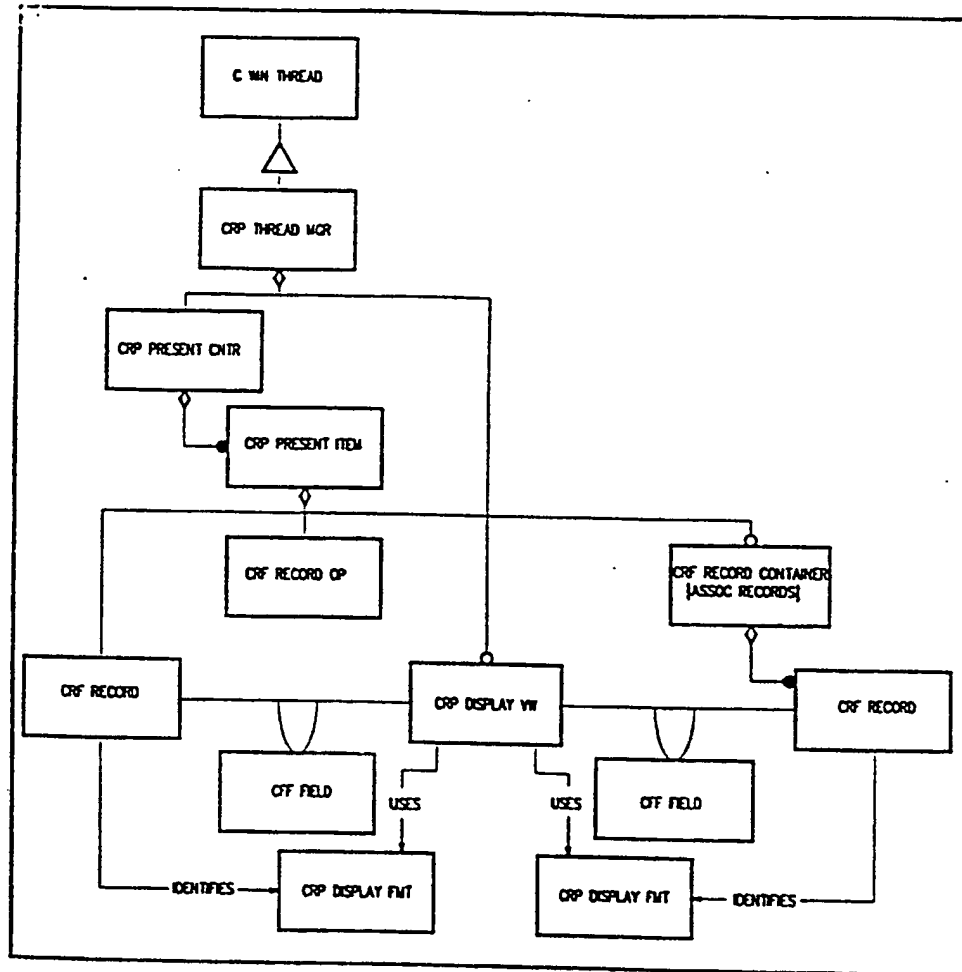 C WIN THREAD
CRP THREAD MGR
CRP PRESENT CNTR
CRP PRESENT ITEM
CRF RECORD OP
CRF RECORD CONTAINER
[ASSOC RECORDS]
CRF RECORD
CRP DISPLAY VW
CRF RECORD
CFF FIELD
USES
USES
CFF FIELD
CRP DISPLAY FMT
CRP DISPLAY FMT
IDENTIFIES
IDENTIFIES